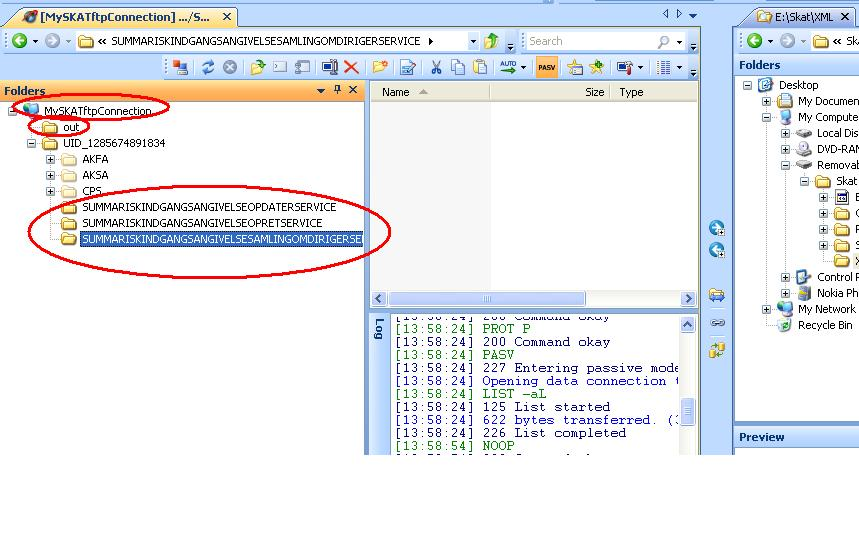 [MySKATftpConnection] .../S...
E:\Skat\XML
« SUMMARISKINDGANGSANGIVELSESAMLINGOMDIRIGERSERVICE
Search
« Ska
AUTO
PASV
Folders
MySKATftpConnection
out
UID_1285674891834
AKFA
AKSA
CPS
SUMMARISKINDGANGSANGIVELSEOPDATERSERVICE
SUMMARISKINDGANGSANGIVELSEOPRETSERVICE
SUMMARISKINDGANGSANGIVELSESAMLINGOMDIRIGERSE
Name
Size
Type
Log
[13:58:24] 200 Command okay
[13:58:24] PROT P
[13:58:24] 200 Command okay
[13:58:24] PASV
[13:58:24] 227 Entering passive mode
[13:58:24] Opening data connection t
[13:58:24] LIST -aL
[13:58:24] 125 List started
[13:58:24] 622 bytes transferred. (3
[13:58:24] 226 List completed
[13:58:54] NOOP
Folders
Desktop
My Documen
My Compute
Local Dis
DVD-RAM
Removab
Skat
Control P
Nokia Ph
My Network
Recycle Bin
Preview